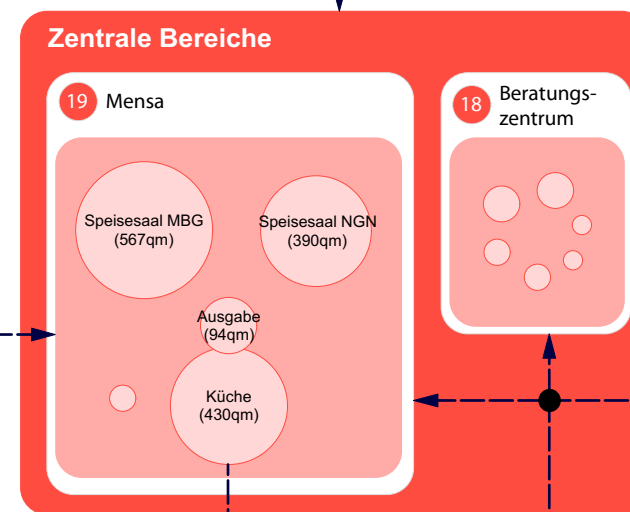 Zentrale Bereiche
19 Mensa
Speisesaal MBG
(567qm)
Speisesaal NGN
(390qm)
Ausgabe
(94qm)
Küche
(430qm)
18 Beratungs-
zentrum